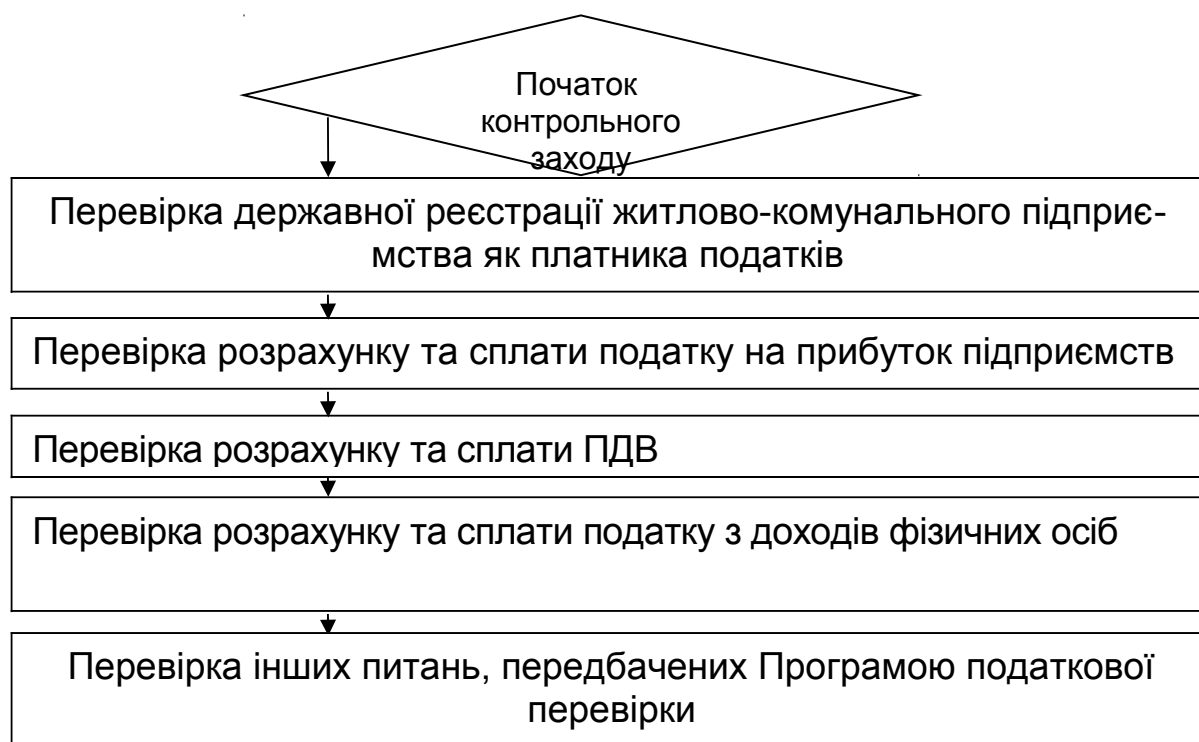 Початок
контрольного
заходу
Перевірка державної реєстрації житлово-комунального підприє-
мства як платника податків
Перевірка розрахунку та сплати податку на прибуток підприємств
Перевірка розрахунку та сплати ПДВ
Перевірка розрахунку та сплати податку з доходів фізичних осіб
Перевірка інших питань, передбачених Програмою податкової
перевірки